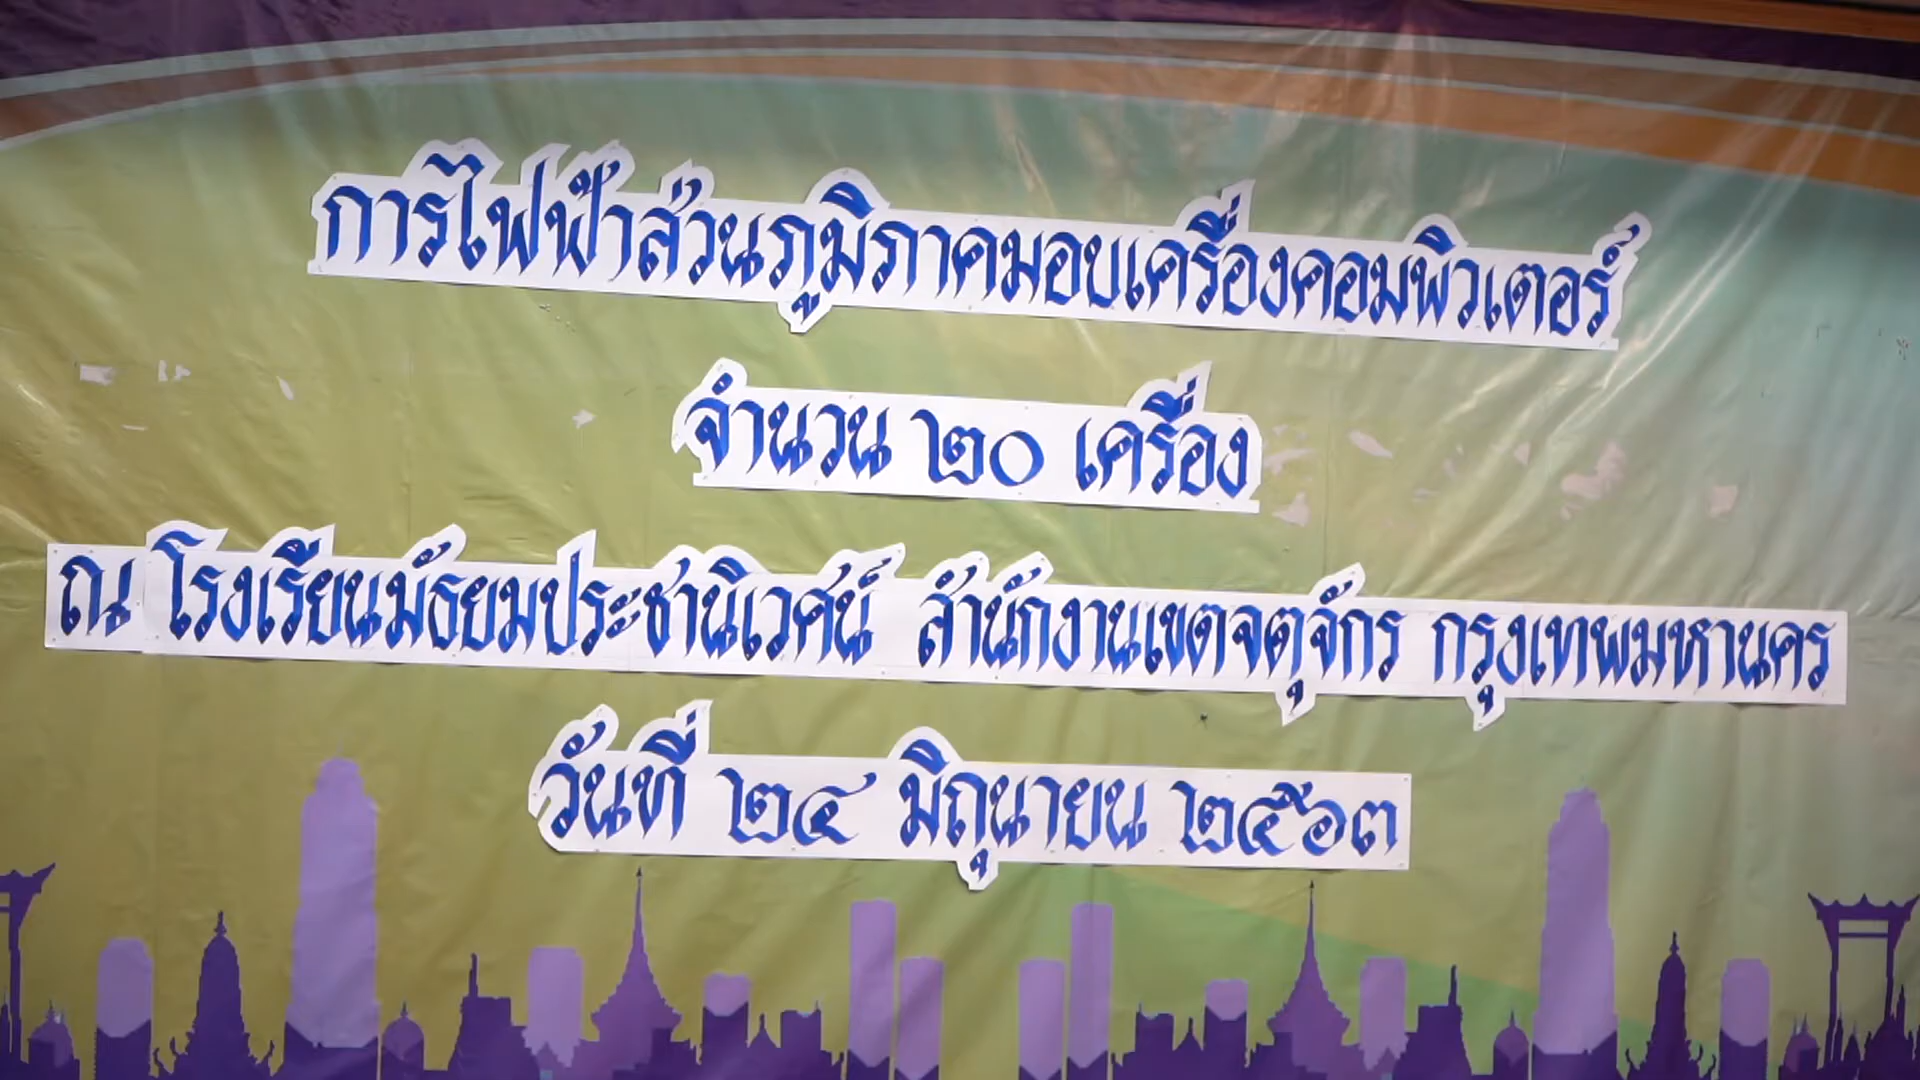 การไฟฟ้าส่วนภูมิภาคมอบเครื่องคอมพิวเตอร์
จำนวน ๒๐ เครื่อง
ณ โรงเรียนมัธยมประชานิเวศน์ สำนักงานเขตจตุจักร กรุงเทพมหานคร
วันที่ ๒๔ มิถุนายน ๒๕๖๓